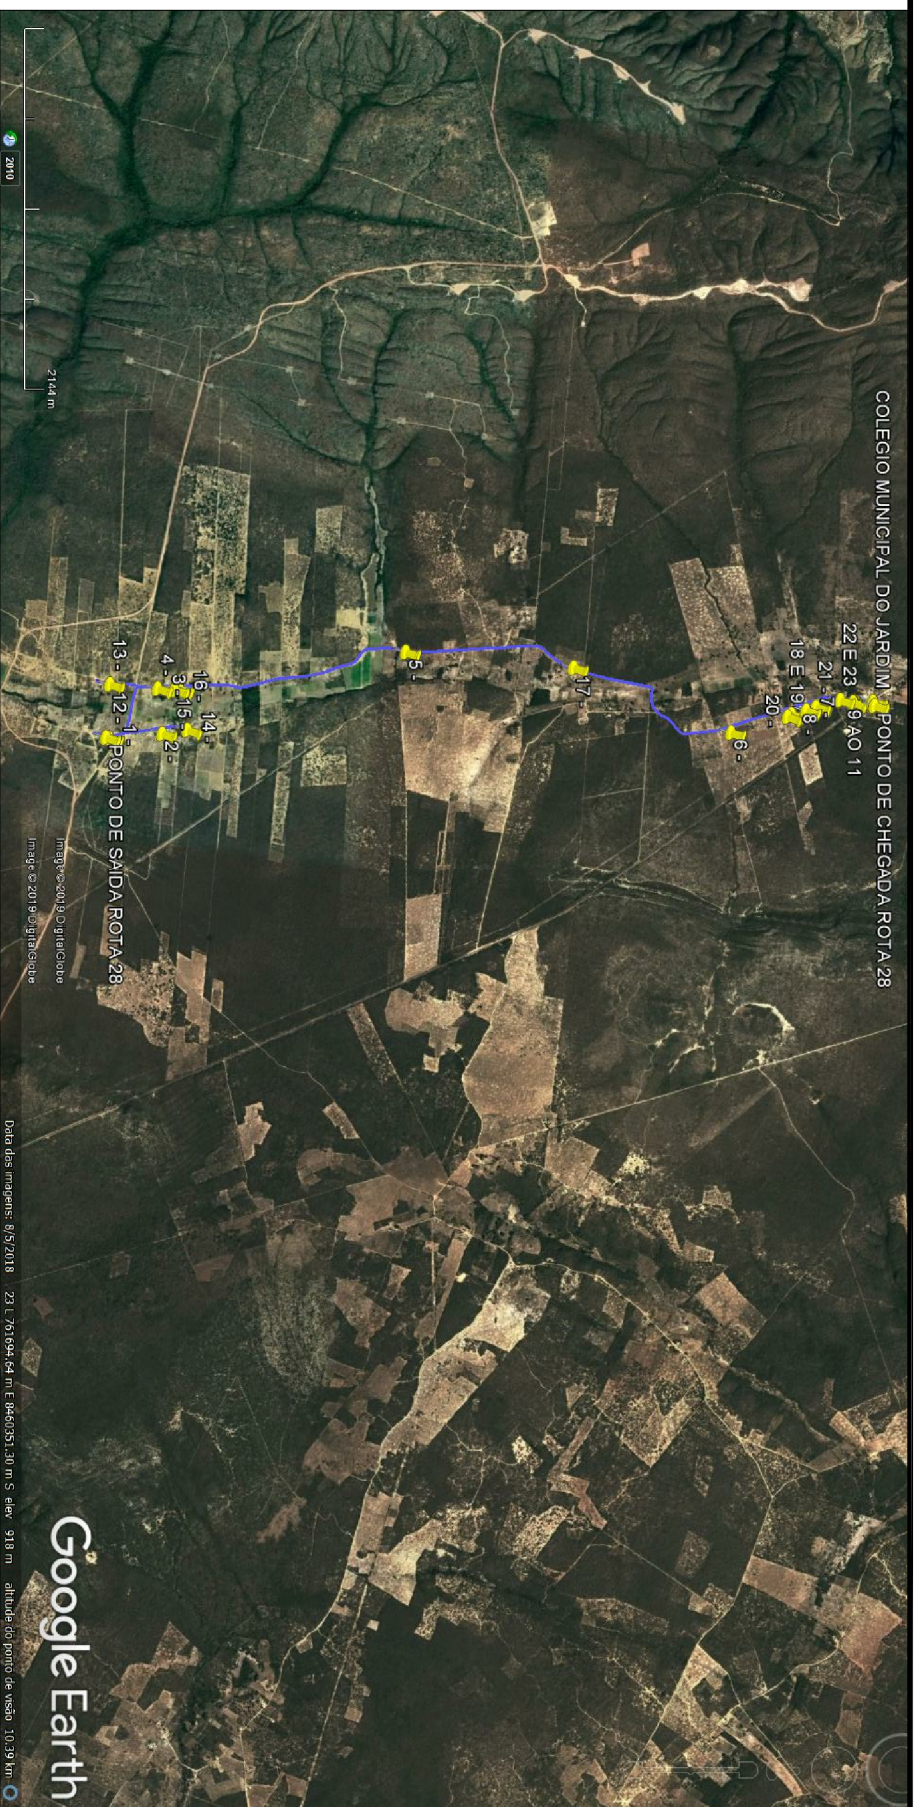 COLEGIO MUNICIPAL DO JARDIM
PONTO DE CHEGADA ROTA 28
22 E 23
9 AO 11
21 -
7
18 E 19
8 -
20 -
6 -
17 -
5 -
16 -
14 -
4 -
3
15 -
2 -
13 -
12 -
1 -
PONTO DE SAIDA ROTA 28
Image © 2019 DigitalGlobe
Image © 2019 DigitalGlobe
2144 m
2010
Google Earth
Data das imagens: 8/5/2018 23 L 761694.64 m E 8460351.30 m S elev 918 m altitude do ponto de visão 10.39 km